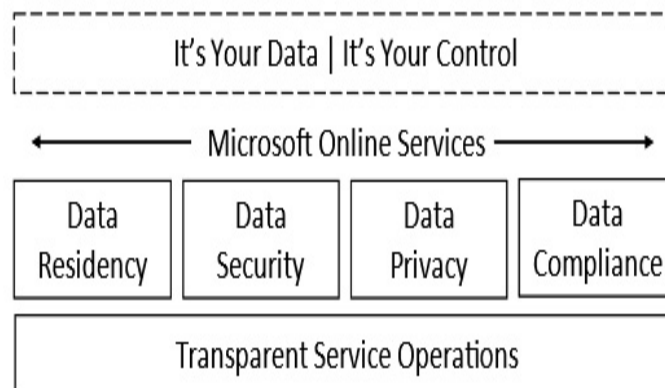 It's Your Data | It's Your Control
Microsoft Online Services
Data Residency
Data Security
Data Privacy
Data Compliance
Transparent Service Operations